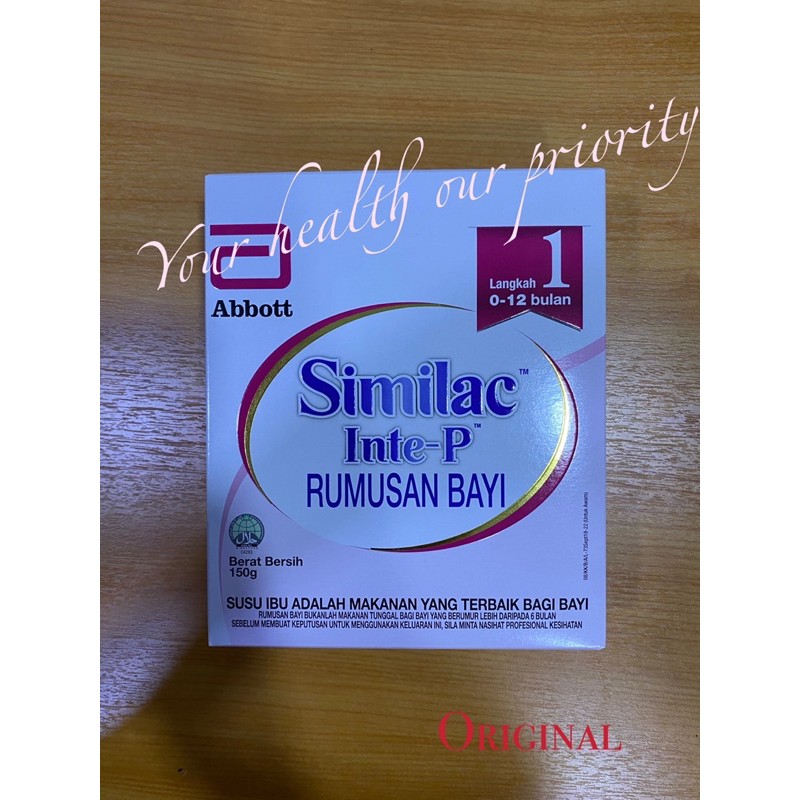 Your health our priority
Abbott
Langkah 1
0-12 bulan
Similac™
Inte-P™
RUMUSAN BAYI
Berat Bersih
150g
SUSU IBU ADALAH MAKANAN YANG TERBAIK BAGI BAYI
RUMUSAN BAYI BUKANLAH MAKANAN TUNGGAL BAGI BAYI YANG BERUMUR LEBIH DARIPADA 6 BULAN
SEBELUM MEMBUAT KEPUTUSAN UNTUK MENGGUNAKAN KELUARAN INI, SILA MINTA NASIHAT PROFESIONAL KESIHATAN
ORIGINAL